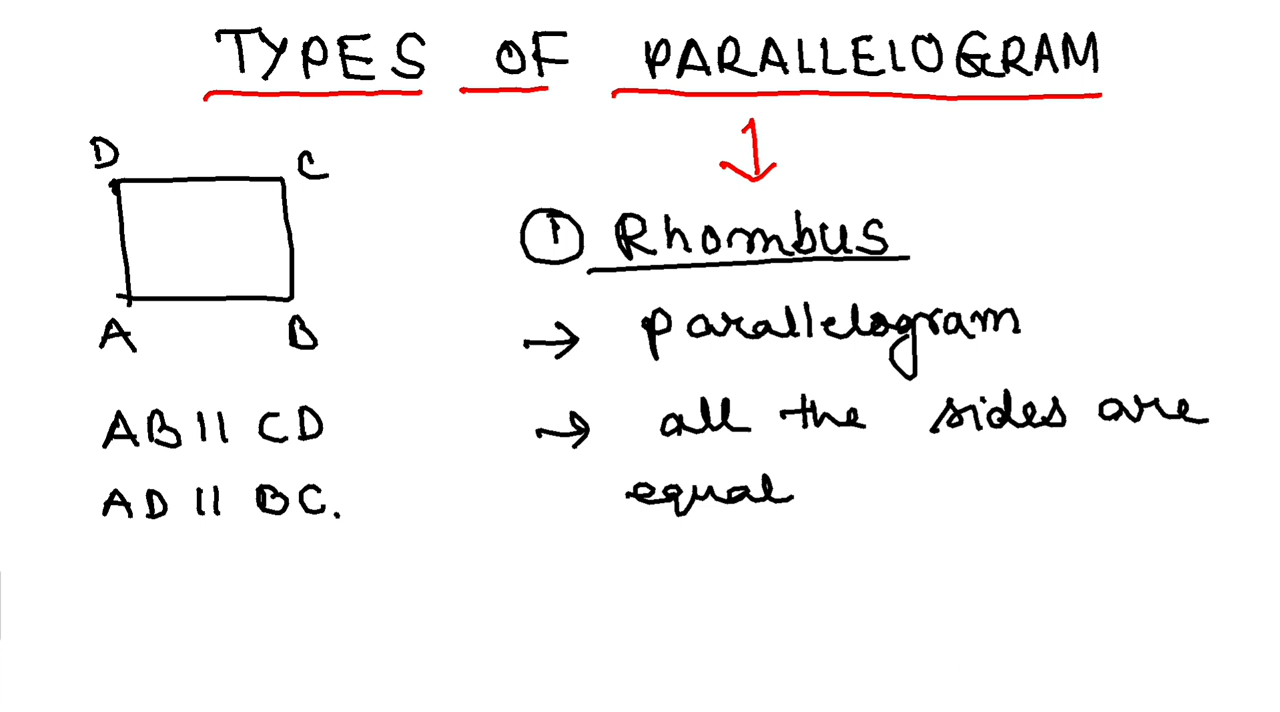 TYPES OF PARALLELOGRAM
D C
A B
AB || CD
AD || BC.
① Rhombus
→ parallelogram
→ all the sides are
equal